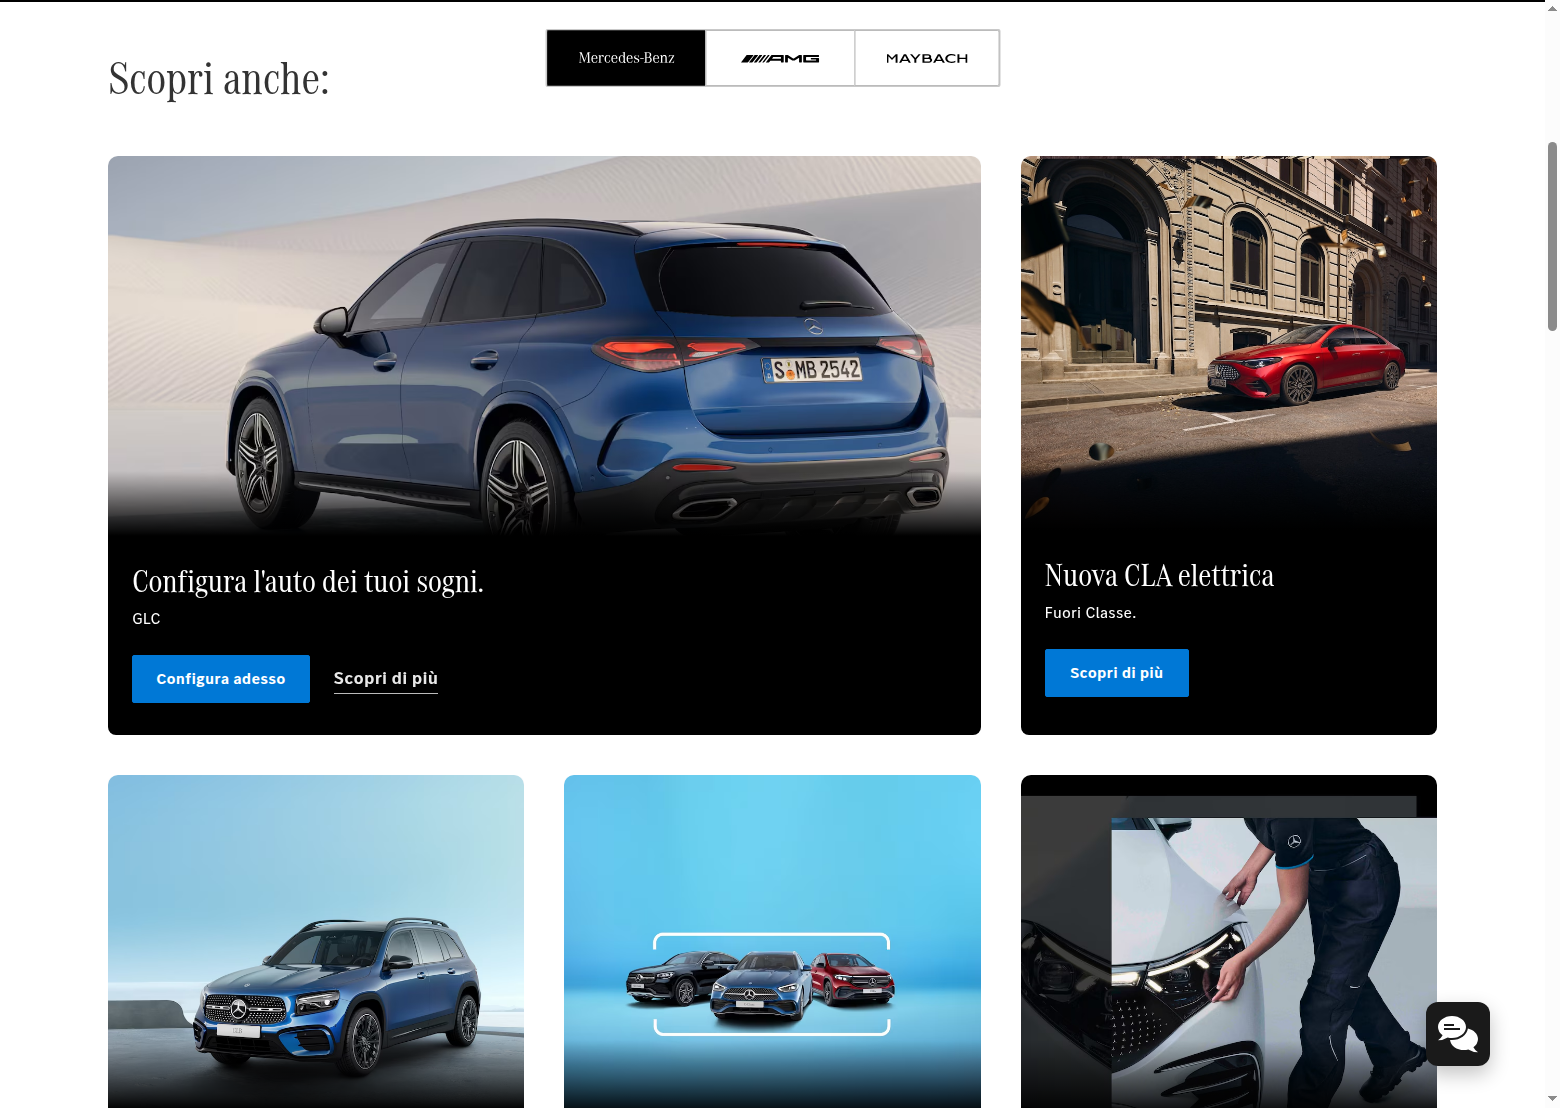 Scopri anche:
Mercedes-Benz
AMG
MAYBACH
S MB 2542
Configura l'auto dei tuoi sogni.
GLC
Configura adesso
Scopri di più
Nuova CLA elettrica
Fuori Classe.
Scopri di più